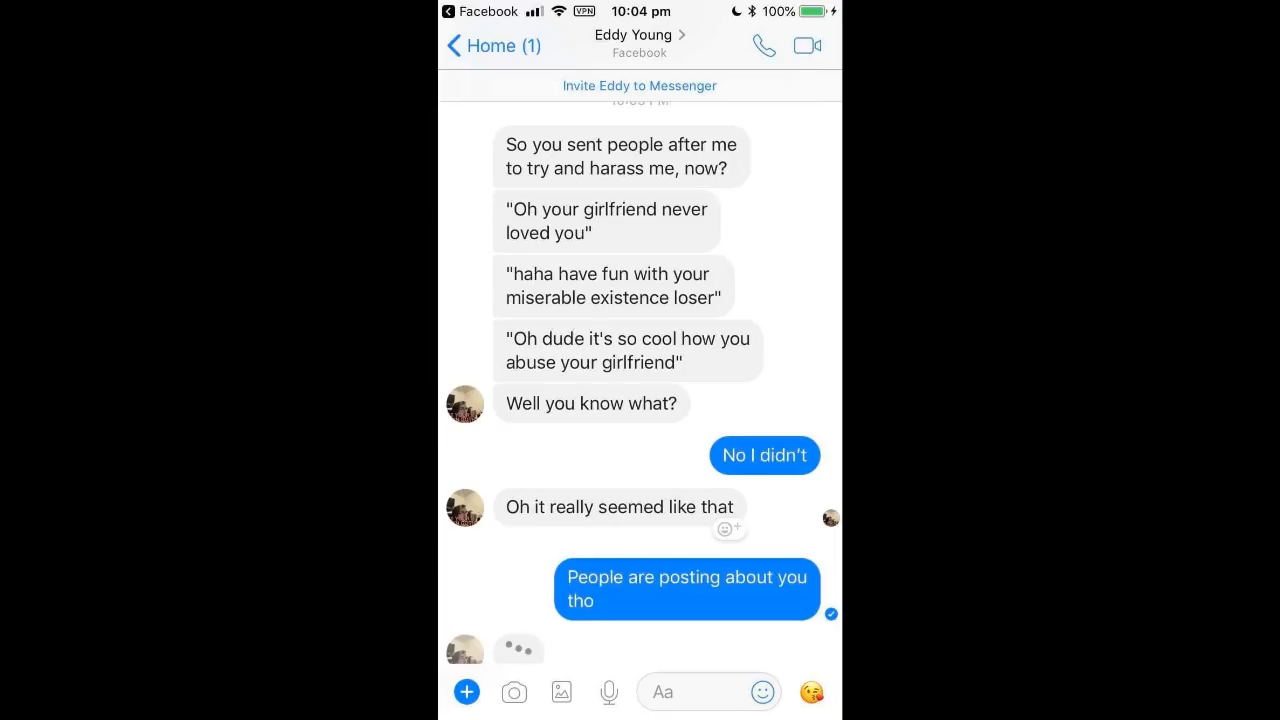 Facebook VPN 10:04 pm 100%
Home (1)
Eddy Young
Facebook
Invite Eddy to Messenger
So you sent people after me
to try and harass me, now?
"Oh your girlfriend never
loved you"
"haha have fun with your
miserable existence loser"
"Oh dude it's so cool how you
abuse your girlfriend"
Well you know what?
No I didn't
Oh it really seemed like that
People are posting about you
tho
Aa